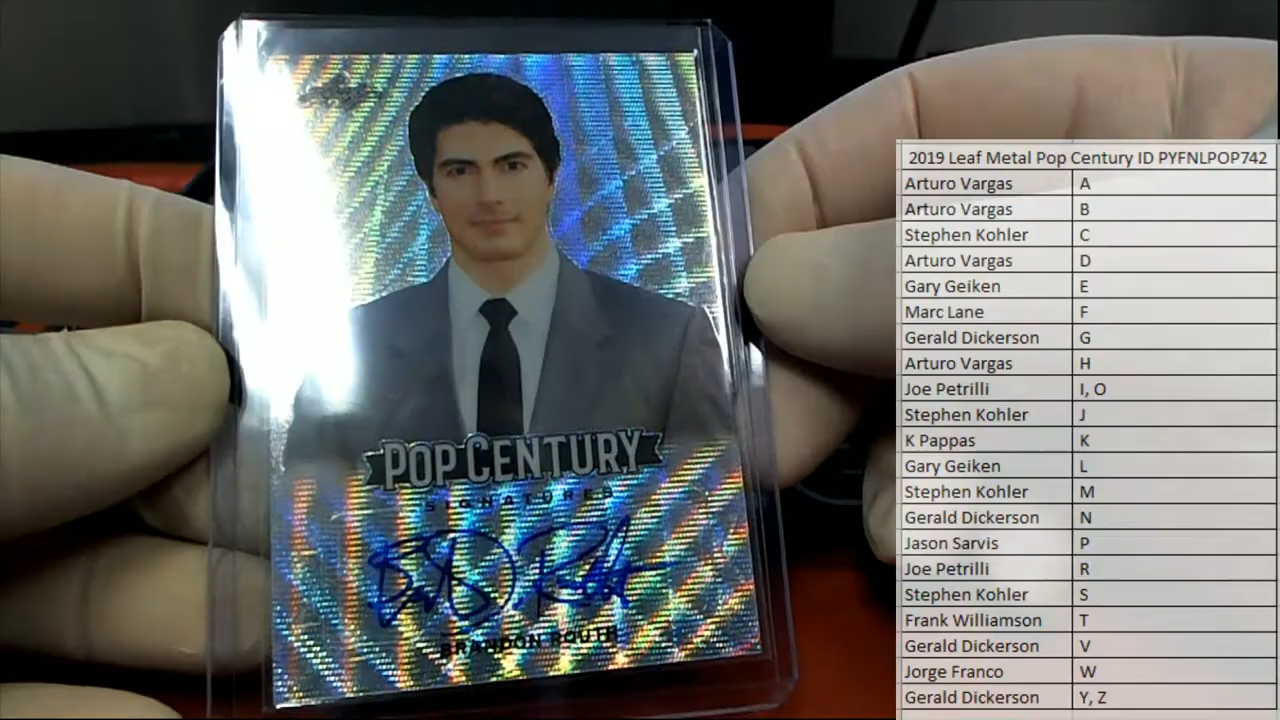 POP CENTURY
SIGNATURES
BRANDON ROUTH
2019 Leaf Metal Pop Century ID PYFNLPOP742
Arturo Vargas A
Arturo Vargas B
Stephen Kohler C
Arturo Vargas D
Gary Geiken E
Marc Lane F
Gerald Dickerson G
Arturo Vargas H
Joe Petrilli I, O
Stephen Kohler J
K Pappas K
Gary Geiken L
Stephen Kohler M
Gerald Dickerson N
Jason Sarvis P
Joe Petrilli R
Stephen Kohler S
Frank Williamson T
Gerald Dickerson V
Jorge Franco W
Gerald Dickerson Y, Z